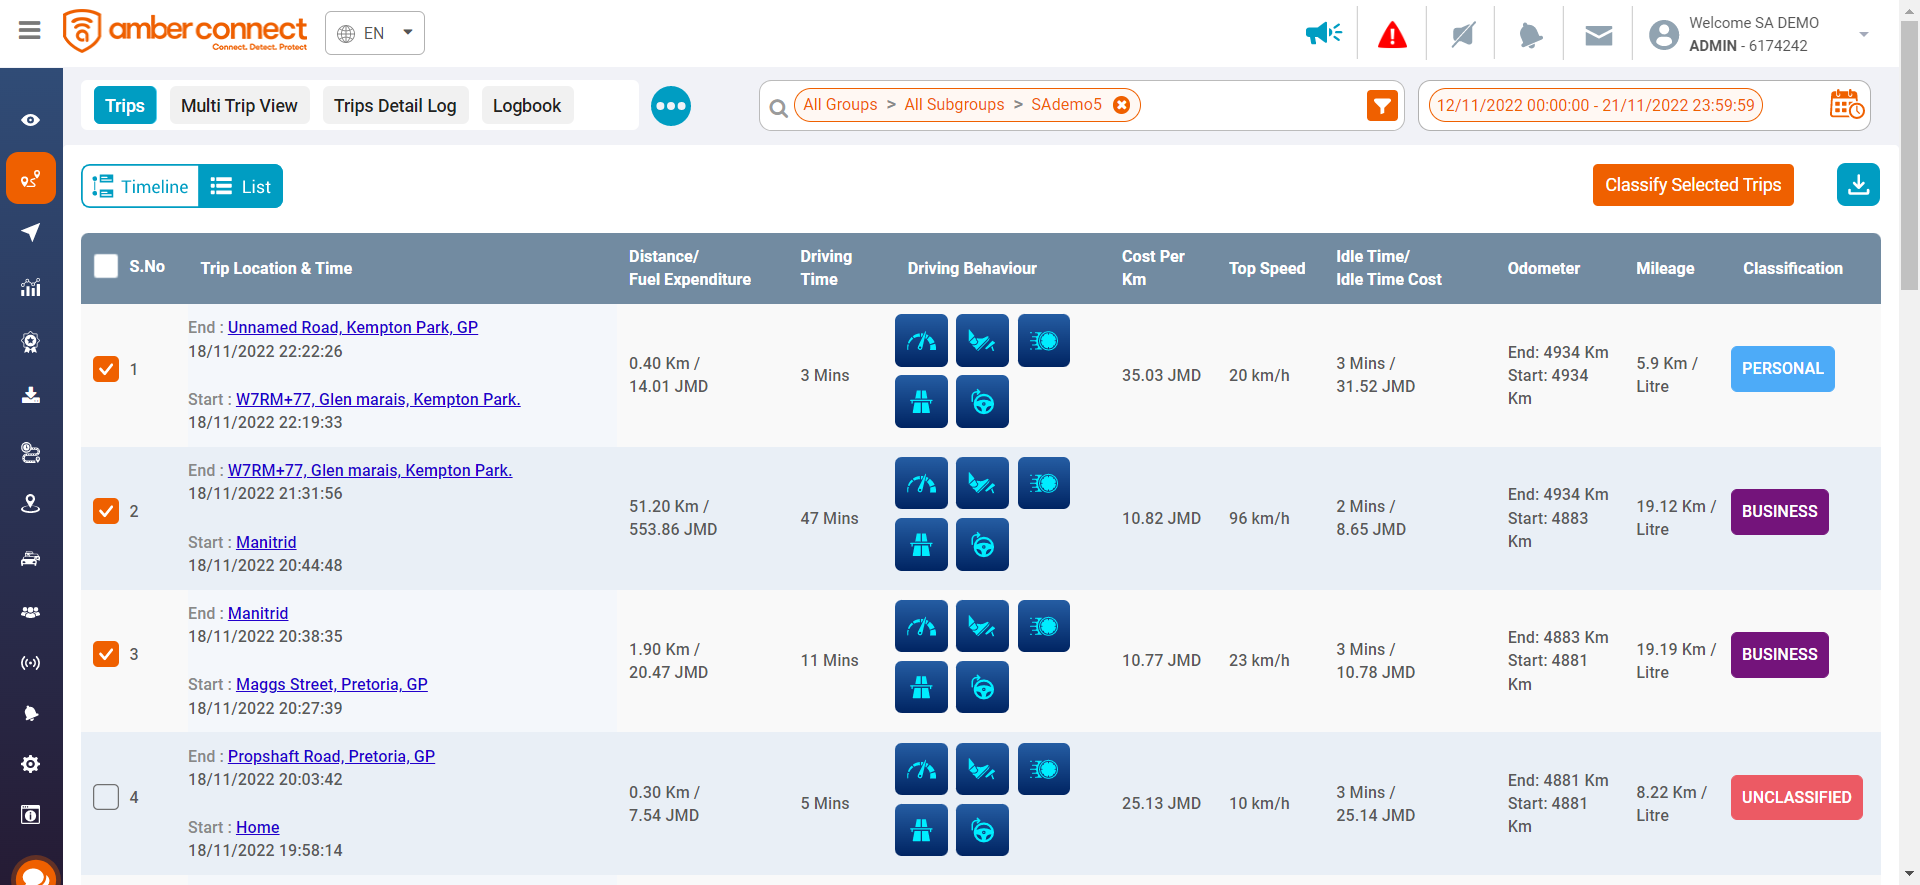 amber connect
Connect. Detect. Protect
EN
Welcome SA DEMO
ADMIN - 6174242
Trips
Multi Trip View
Trips Detail Log
Logbook
All Groups > All Subgroups > SAdemo5
12/11/2022 00:00:00 - 21/11/2022 23:59:59
Timeline
List
Classify Selected Trips
S.No
Trip Location & Time
Distance/
Fuel Expenditure
Driving
Time
Driving Behaviour
Cost Per
Km
Top Speed
Idle Time/
Idle Time Cost
Odometer
Mileage
Classification
1
End : Unnamed Road, Kempton Park, GP
18/11/2022 22:22:26
Start : W7RM+77, Glen marais, Kempton Park.
18/11/2022 22:19:33
0.40 Km /
14.01 JMD
3 Mins
35.03 JMD
20 km/h
3 Mins /
31.52 JMD
End: 4934 Km
Start: 4934
Km
5.9 Km /
Litre
PERSONAL
2
End : W7RM+77, Glen marais, Kempton Park.
18/11/2022 21:31:56
Start : Manitrid
18/11/2022 20:44:48
51.20 Km /
553.86 JMD
47 Mins
10.82 JMD
96 km/h
2 Mins /
8.65 JMD
End: 4934 Km
Start: 4883
Km
19.12 Km /
Litre
BUSINESS
3
End : Manitrid
18/11/2022 20:38:35
Start : Maggs Street, Pretoria, GP
18/11/2022 20:27:39
1.90 Km /
20.47 JMD
11 Mins
10.77 JMD
23 km/h
3 Mins /
10.78 JMD
End: 4883 Km
Start: 4881
Km
19.19 Km /
Litre
BUSINESS
4
End : Propshaft Road, Pretoria, GP
18/11/2022 20:03:42
Start : Home
18/11/2022 19:58:14
0.30 Km /
7.54 JMD
5 Mins
25.13 JMD
10 km/h
3 Mins /
25.14 JMD
End: 4881 Km
Start: 4881
Km
8.22 Km /
Litre
UNCLASSIFIED